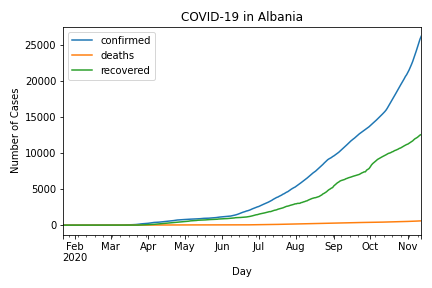 COVID-19 in Albania
confirmed
deaths
recovered
25000
20000
15000
10000
5000
0
Number of Cases
Feb Mar Apr May Jun Jul Aug Sep Oct Nov
2020
Day